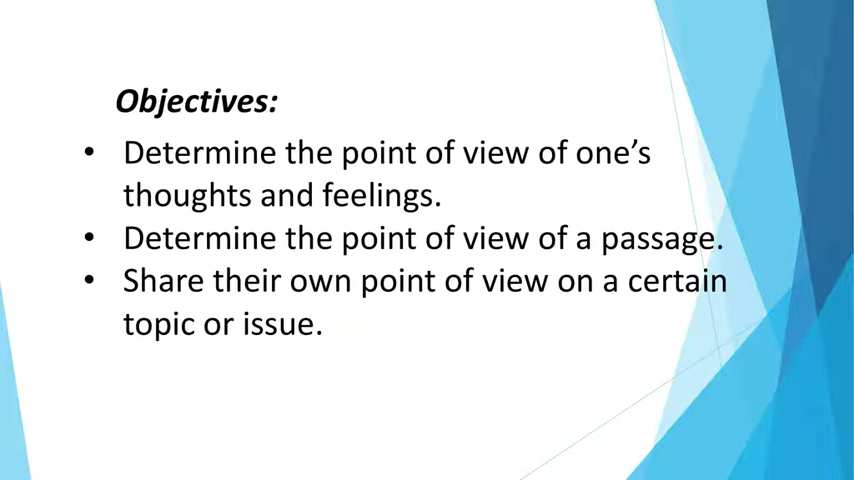 Objectives:
• Determine the point of view of one’s
thoughts and feelings.
• Determine the point of view of a passage.
• Share their own point of view on a certain
topic or issue.